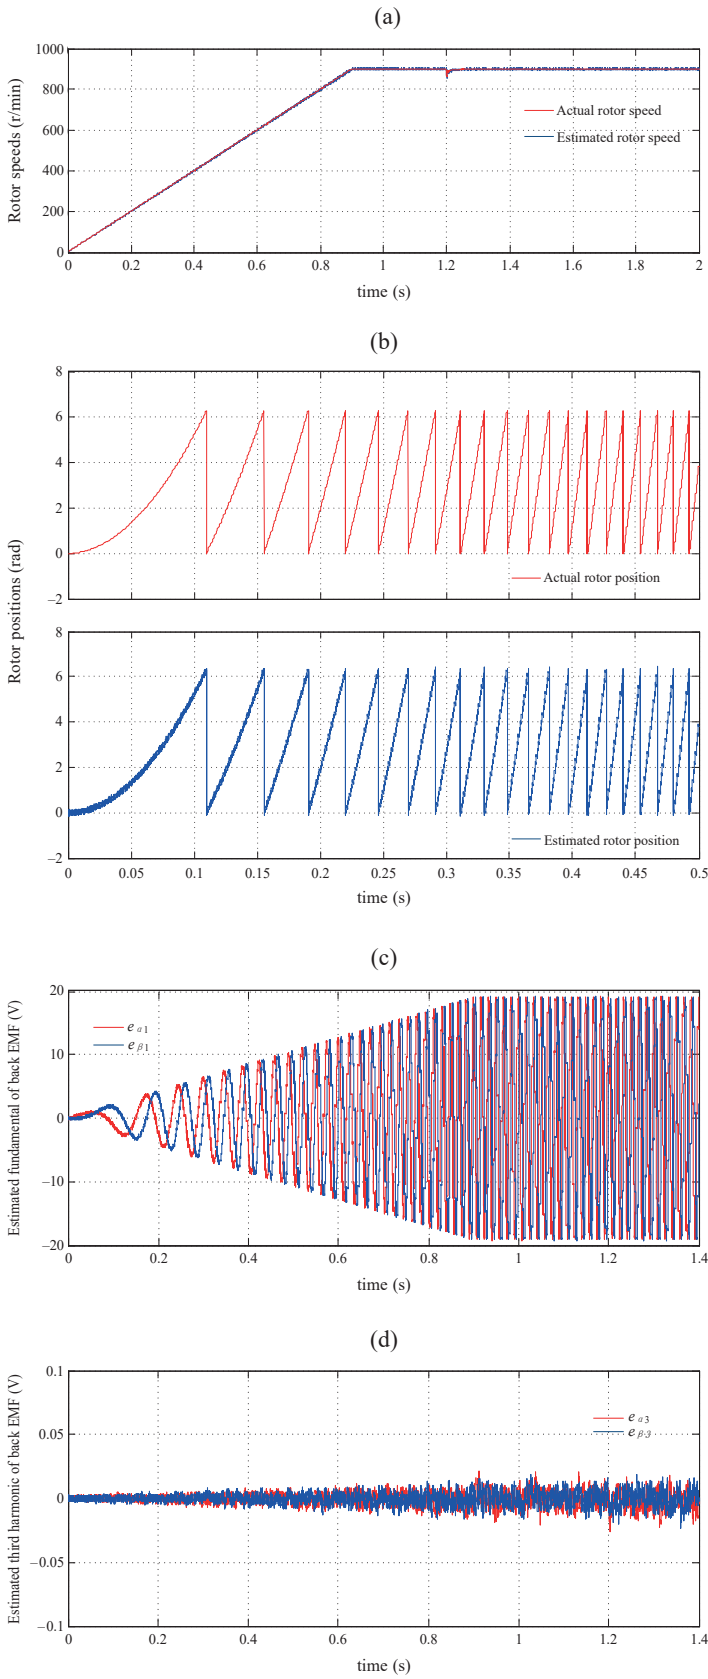 (a)
Rotor speeds (r/min)
1000
800
600
400
200
0
Actual rotor speed
Estimated rotor speed
0 0.2 0.4 0.6 0.8 1 1.2 1.4 1.6 1.8 2
time (s)
(b)
Rotor positions (rad)
8
6
4
2
0
−2
Actual rotor position
8
6
4
2
0
−2
Estimated rotor position
0 0.05 0.1 0.15 0.2 0.25 0.3 0.35 0.4 0.45 0.5
time (s)
(c)
Estimated fundamental of back EMF (V)
20
10
0
−10
−20
e α1
e β1
0 0.2 0.4 0.6 0.8 1 1.2 1.4
time (s)
(d)
Estimated third harmonic of back EMF (V)
0.1
0.05
0
−0.05
−0.1
e α3
e β3
0 0.2 0.4 0.6 0.8 1 1.2 1.4
time (s)